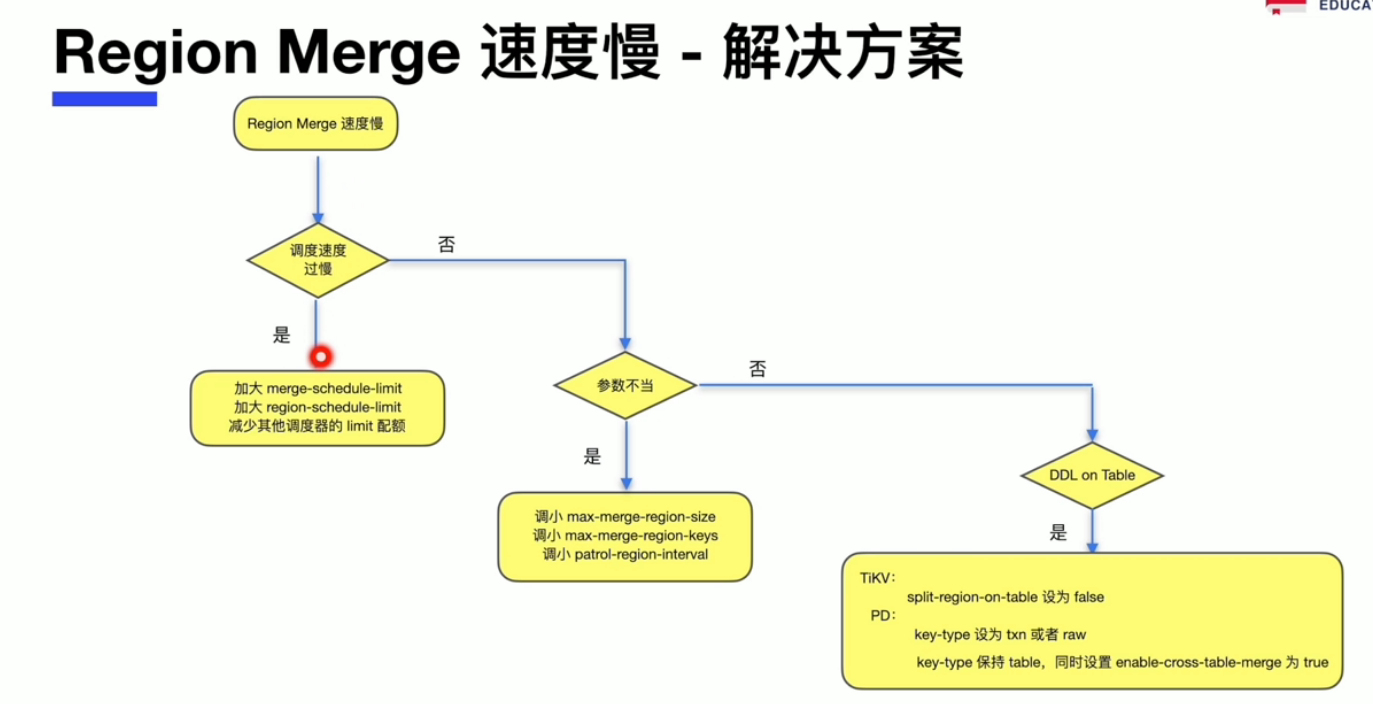 EDUCA
Region Merge 速度慢 - 解决方案
Region Merge 速度慢
调度速度
过慢
否
是
加大 merge-schedule-limit
加大 region-schedule-limit
减少其他调度器的 limit 配额
参数不当
否
是
调小 max-merge-region-size
调小 max-merge-region-keys
调小 patrol-region-interval
DDL on Table
是
TiKV:
split-region-on-table 设为 false
PD:
key-type 设为 txn 或者 raw
key-type 保持 table，同时设置 enable-cross-table-merge 为 true